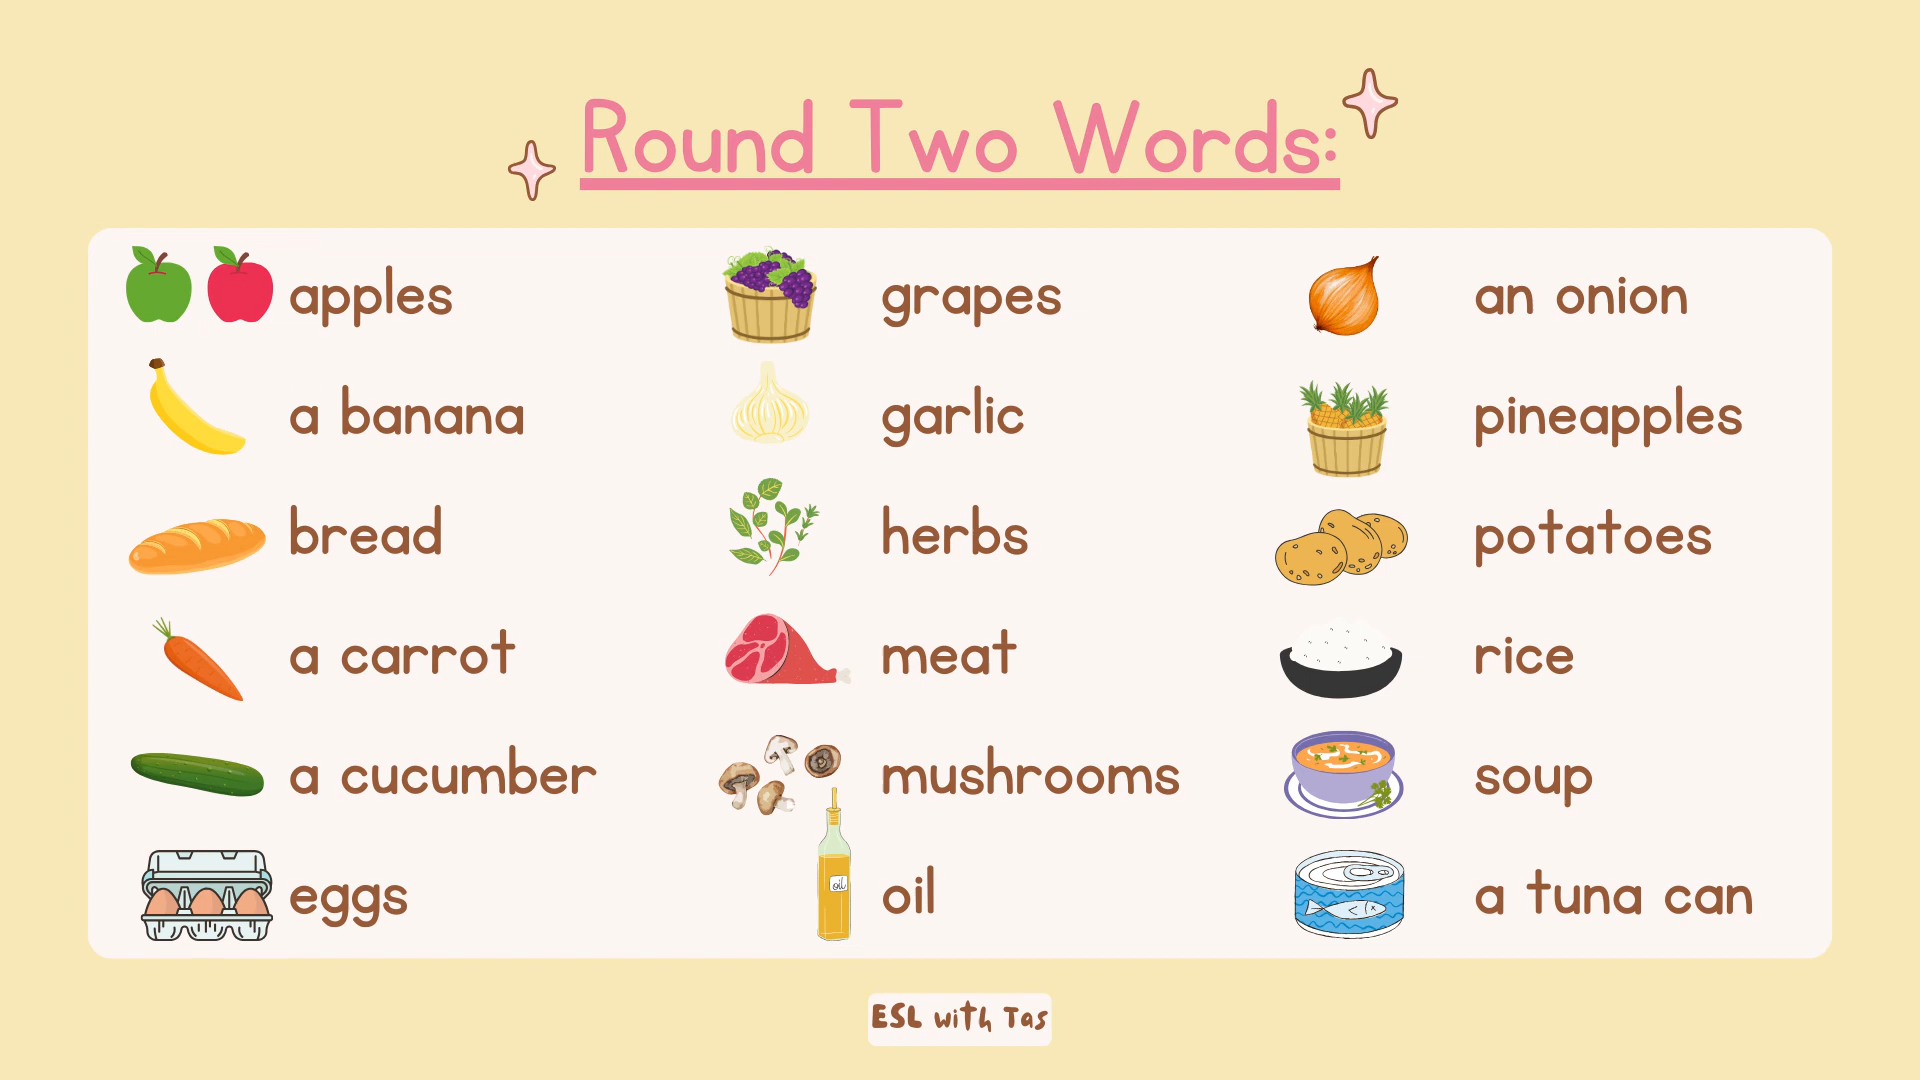 Round Two Words:
apples
a banana
bread
a carrot
a cucumber
eggs
grapes
garlic
herbs
meat
mushrooms
oil
oil
an onion
pineapples
potatoes
rice
soup
a tuna can
ESL with Tas